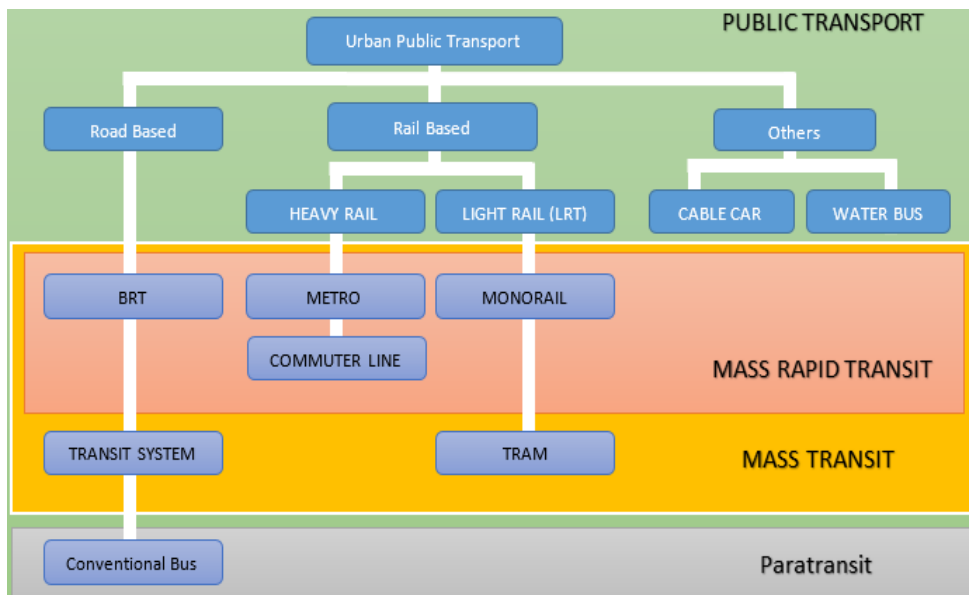 PUBLIC TRANSPORT
Urban Public Transport
Road Based
Rail Based
Others
HEAVY RAIL
LIGHT RAIL (LRT)
CABLE CAR
WATER BUS
BRT
METRO
MONORAIL
COMMUTER LINE
MASS RAPID TRANSIT
TRANSIT SYSTEM
TRAM
MASS TRANSIT
Conventional Bus
Paratransit